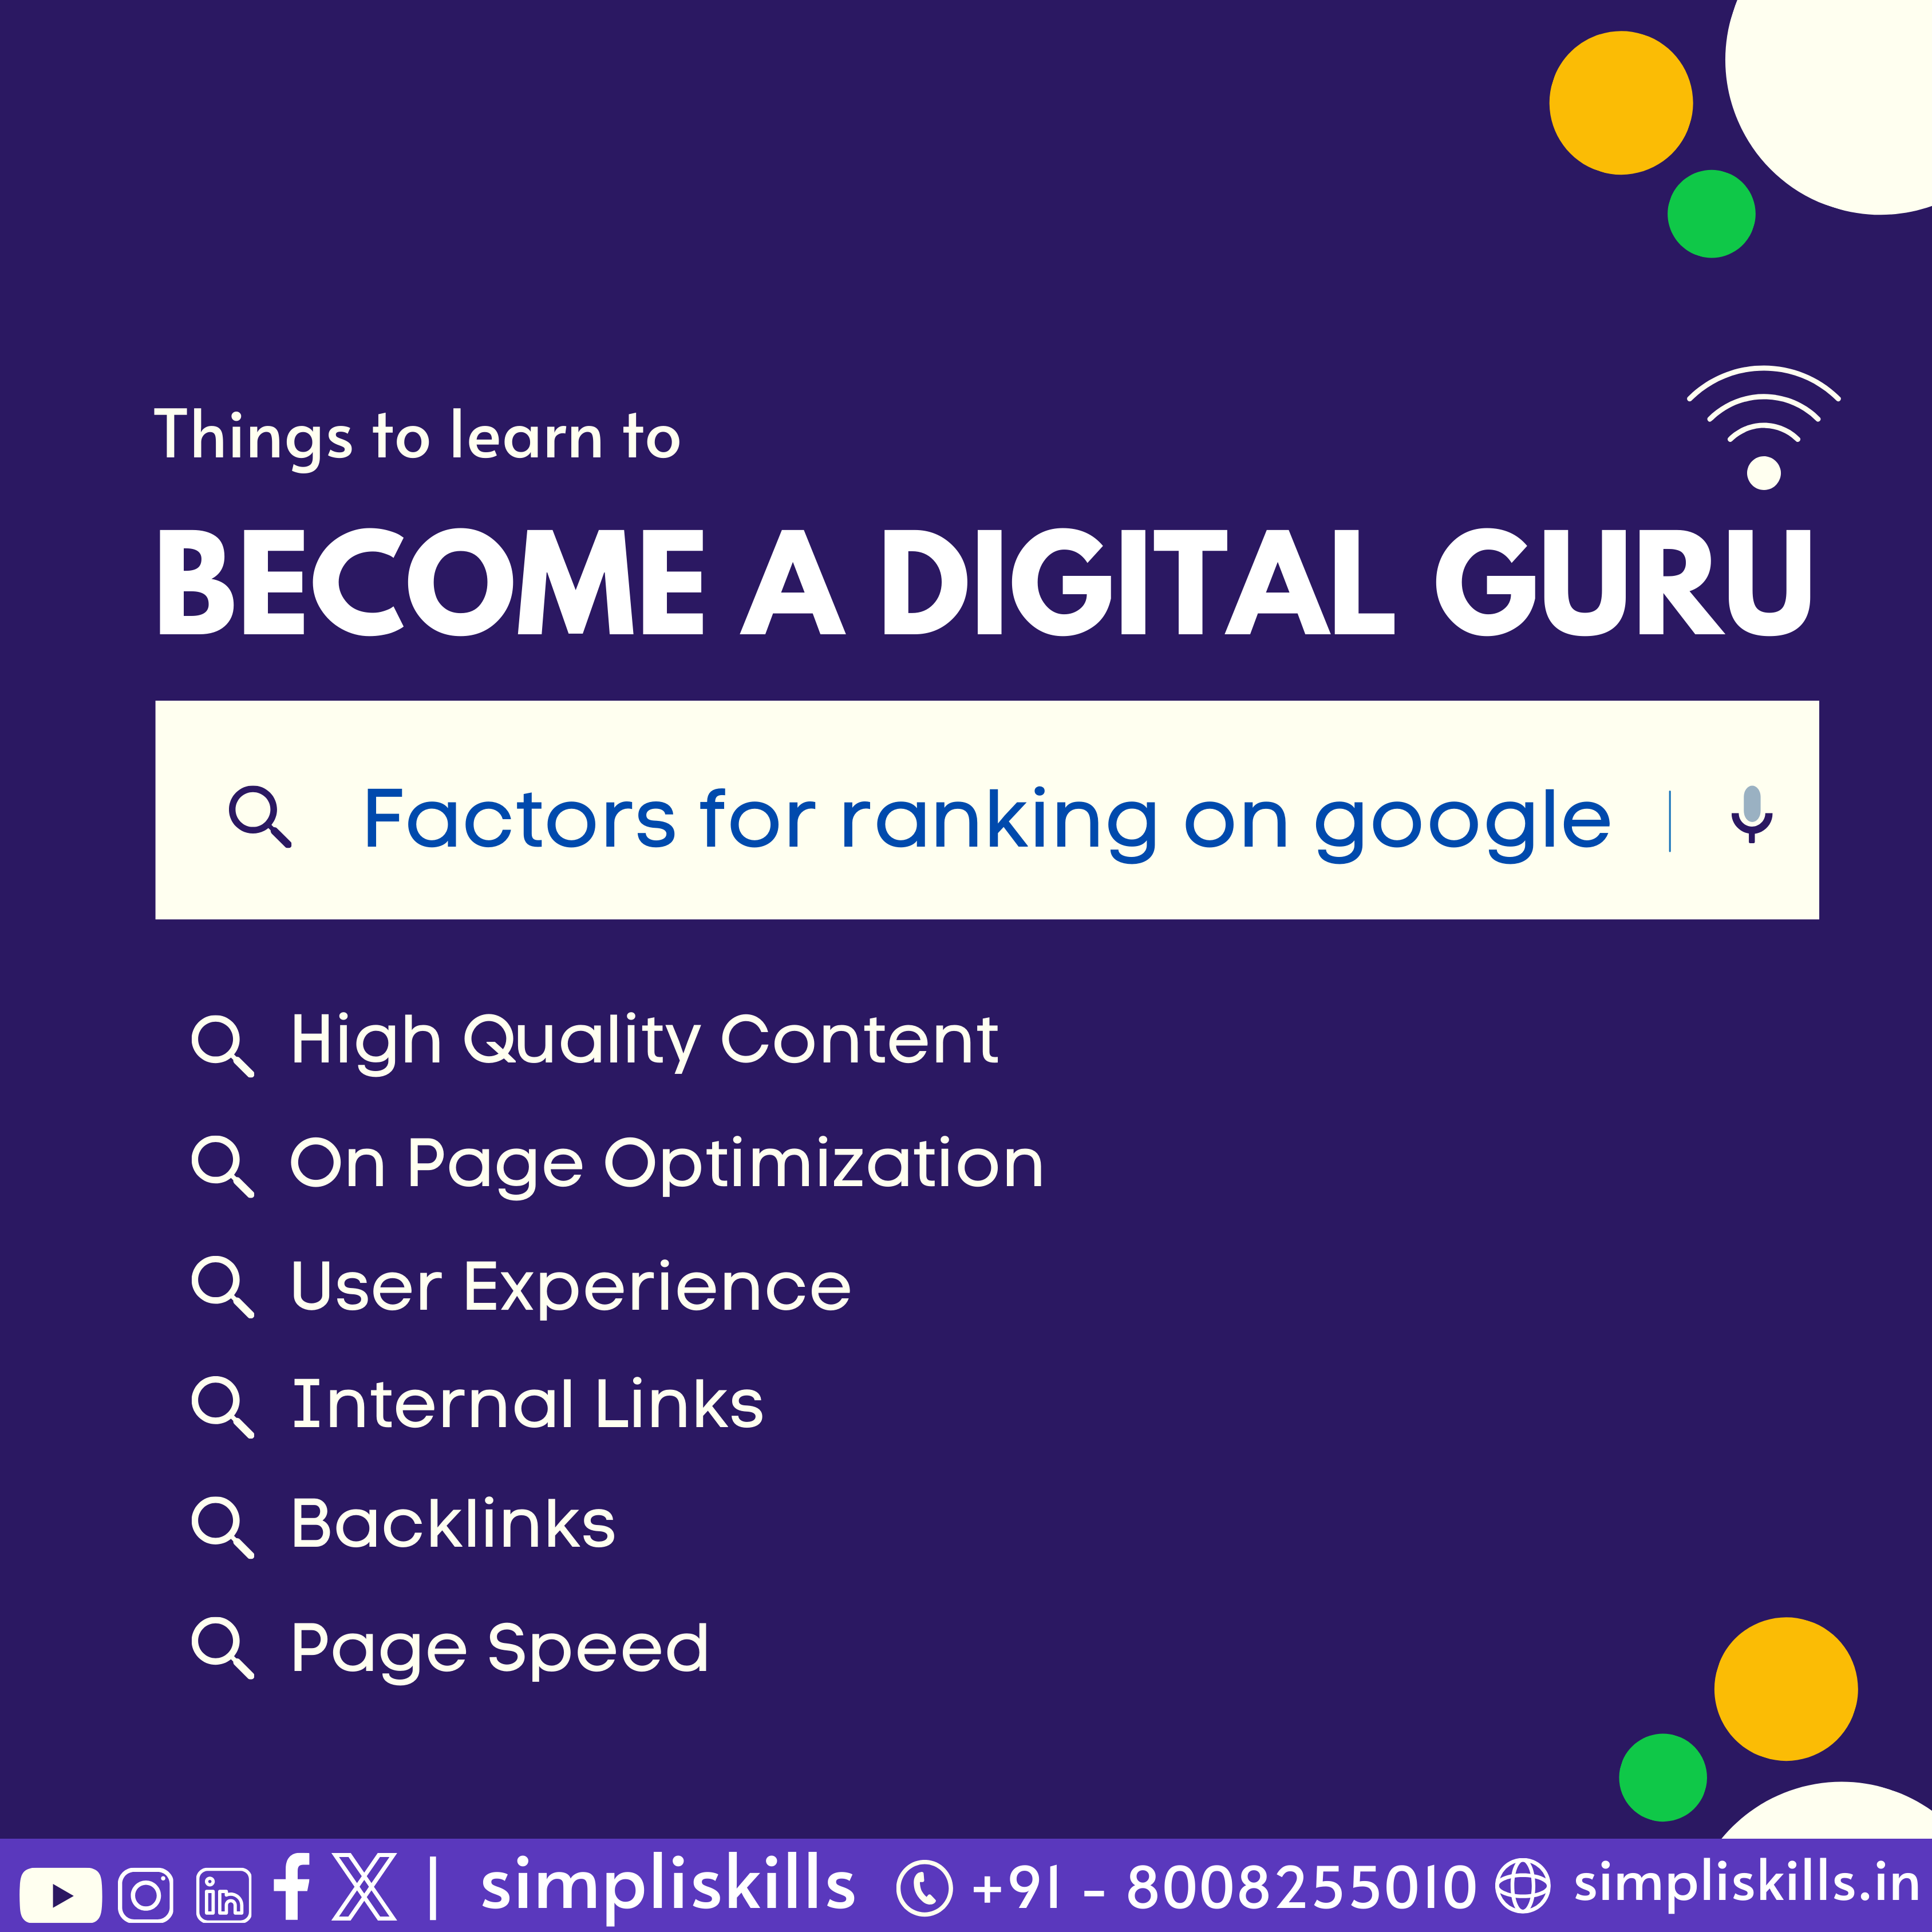 Things to learn to
BECOME A DIGITAL GURU
Factors for ranking on google
High Quality Content
On Page Optimization
User Experience
Internal Links
Backlinks
Page Speed
| simpliskills +91 - 8008255010 simpliskills.in